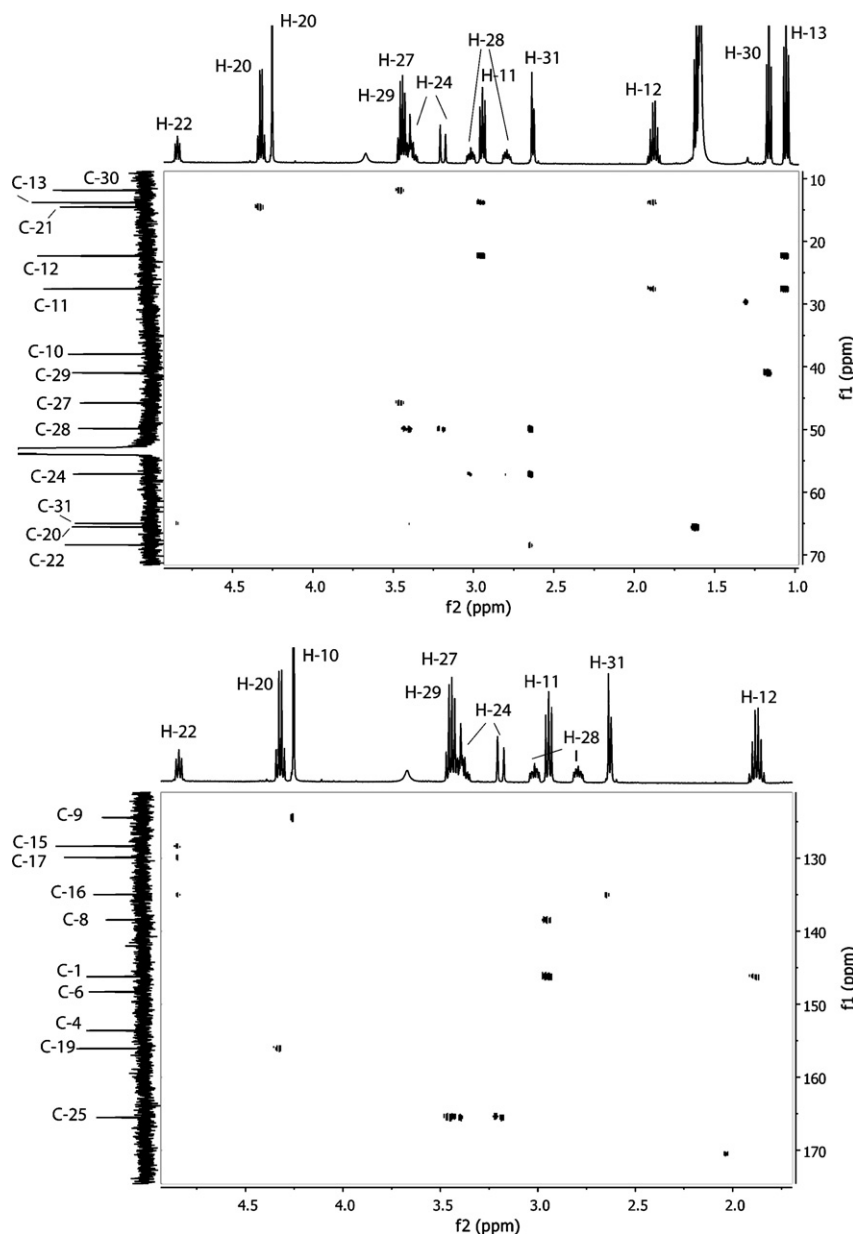 H-20
H-28
H-13
H-20
H-27
H-31
H-30
H-29
H-24
H-11
H-12
H-22
C-30
C-13
C-21
C-12
C-11
C-10
C-29
C-27
C-28
C-24
C-31
C-20
C-22
10
20
30
40
50
60
70
f1 (ppm)
4.5 4.0 3.5 3.0 2.5 2.0 1.5 1.0
f2 (ppm)
H-10
H-27
H-31
H-20
H-29
H-11
H-24
H-12
H-22
H-28
C-9
C-15
C-17
C-16
C-8
C-1
C-6
C-4
C-19
C-25
130
140
150
160
170
f1 (ppm)
4.5 4.0 3.5 3.0 2.5 2.0
f2 (ppm)